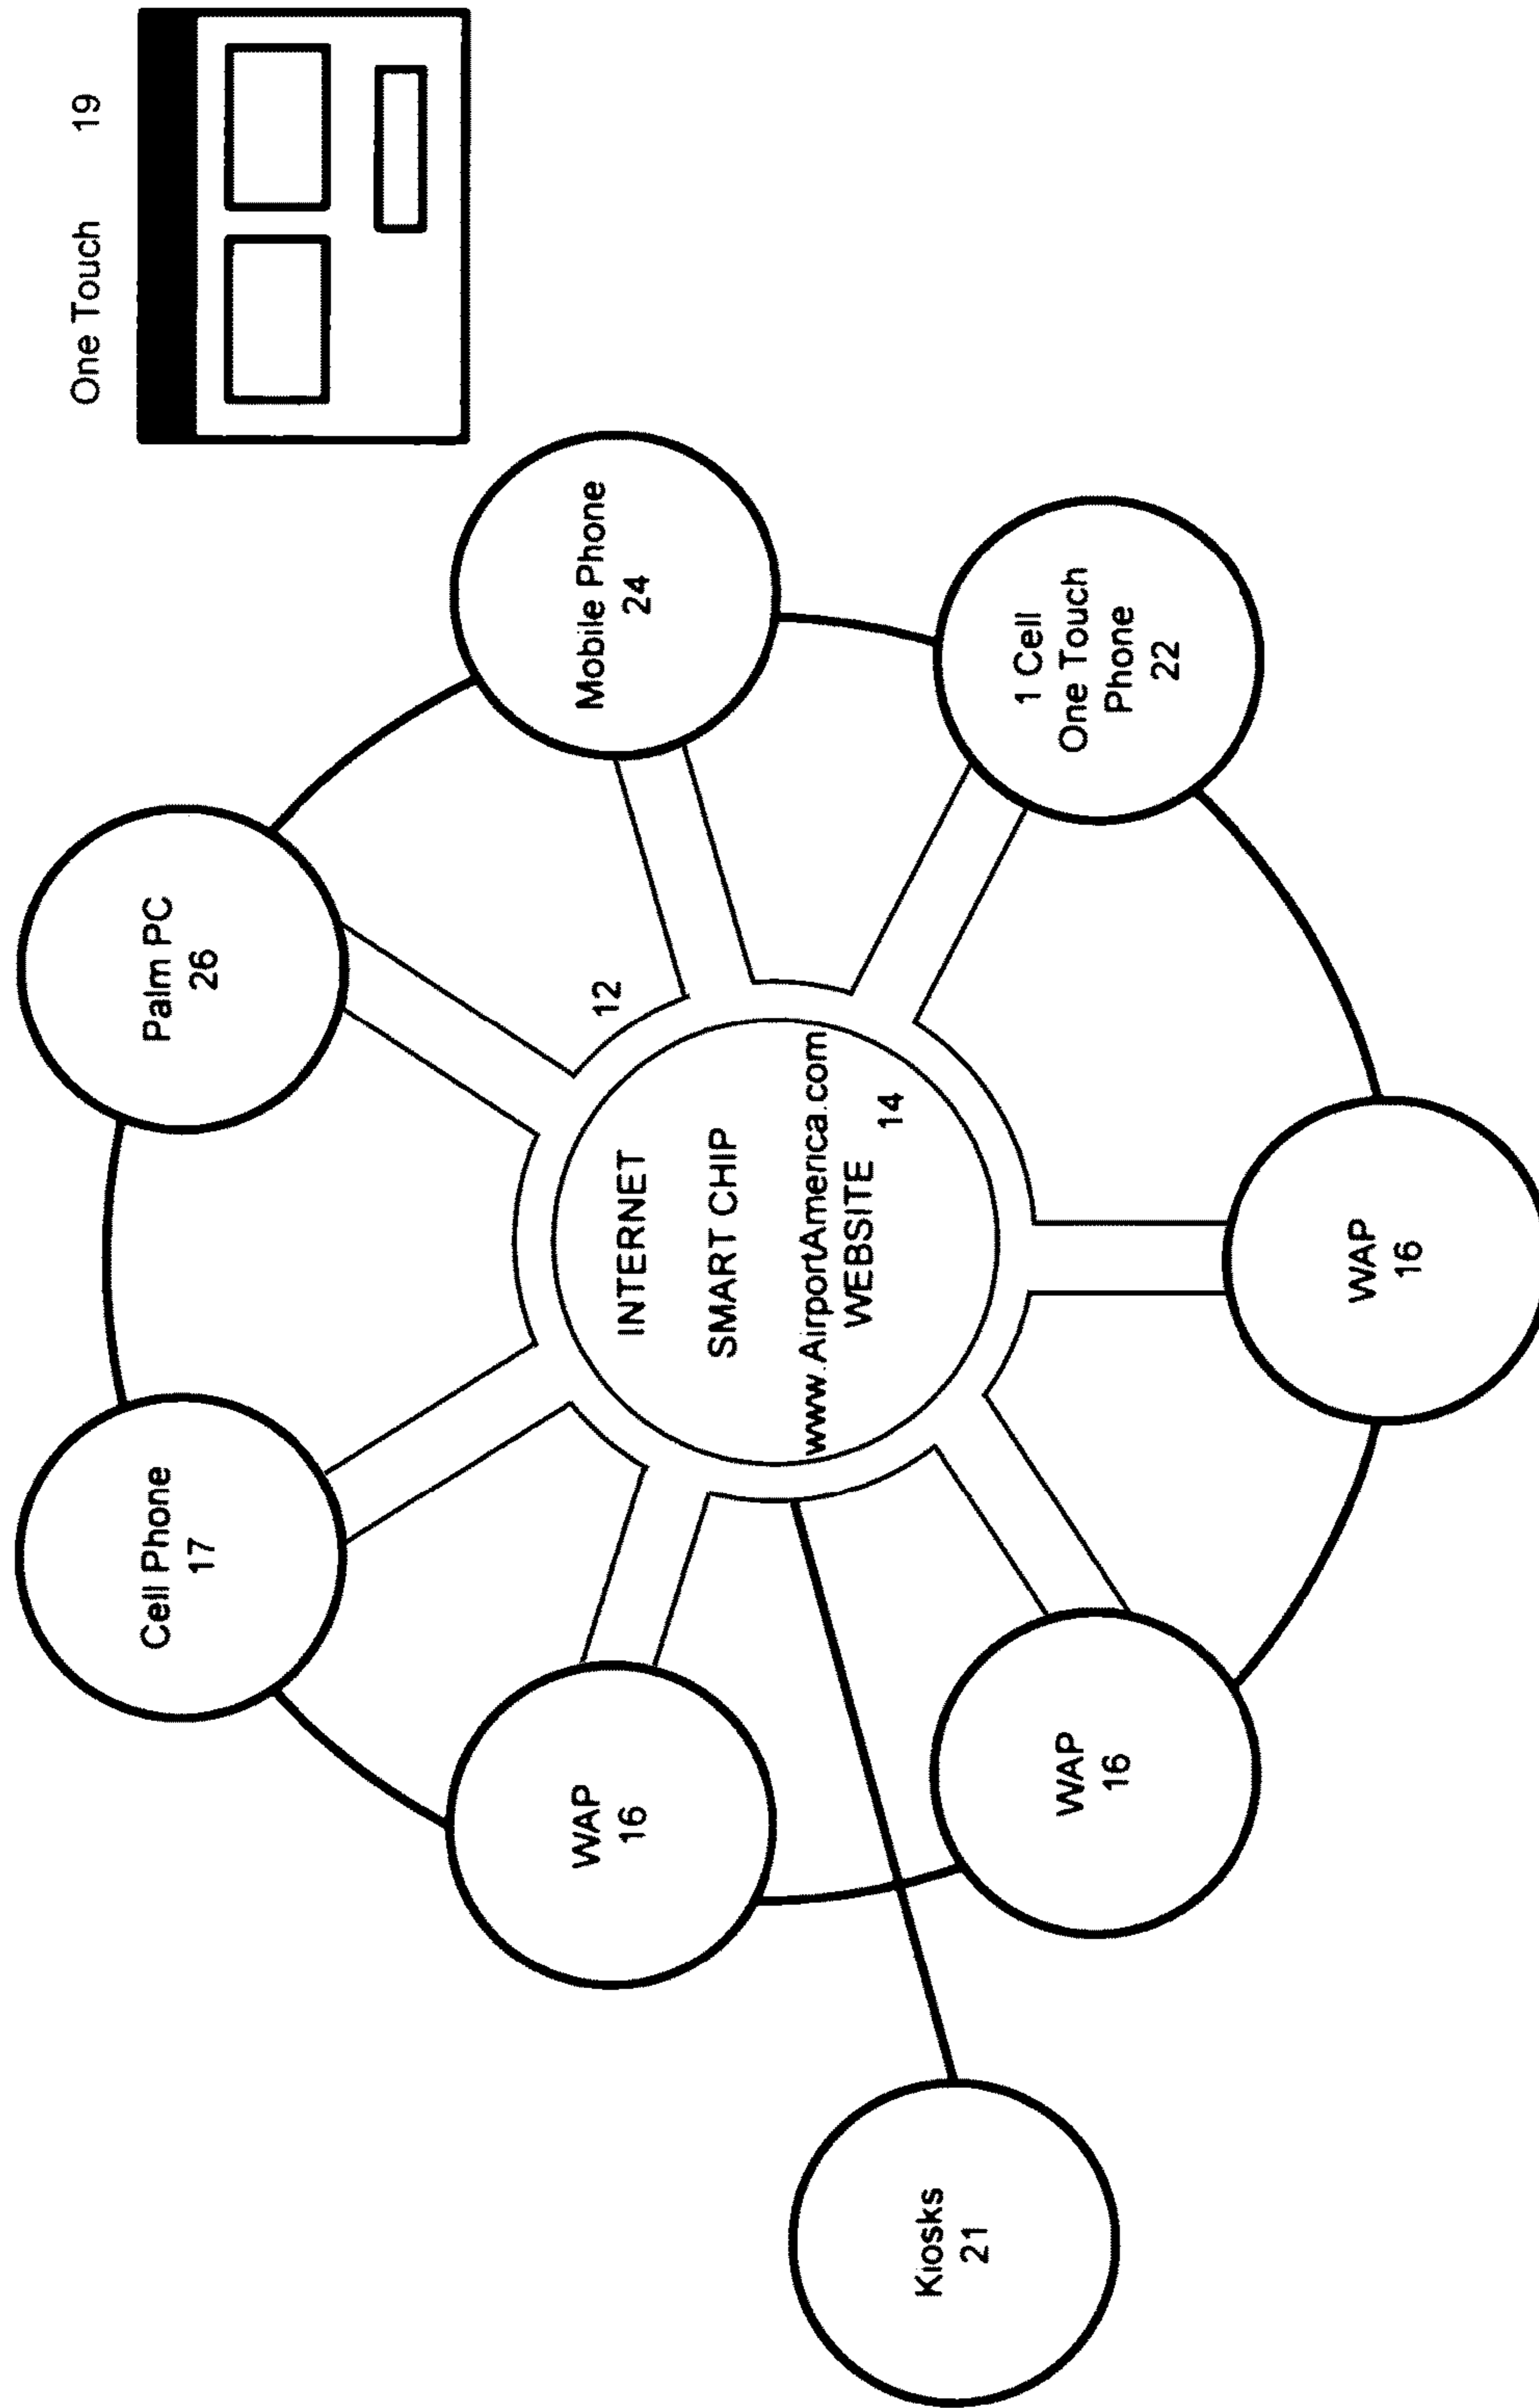 One Touch 19
Palm PC
26
Cell Phone
17
Mobile Phone
24
12
WAP
16
INTERNET
SMART CHIP
www.AirportAmerica.com
WEBSITE
14
1 Cell
One Touch
Phone
22
WAP
16
WAP
16
Kiosks
21